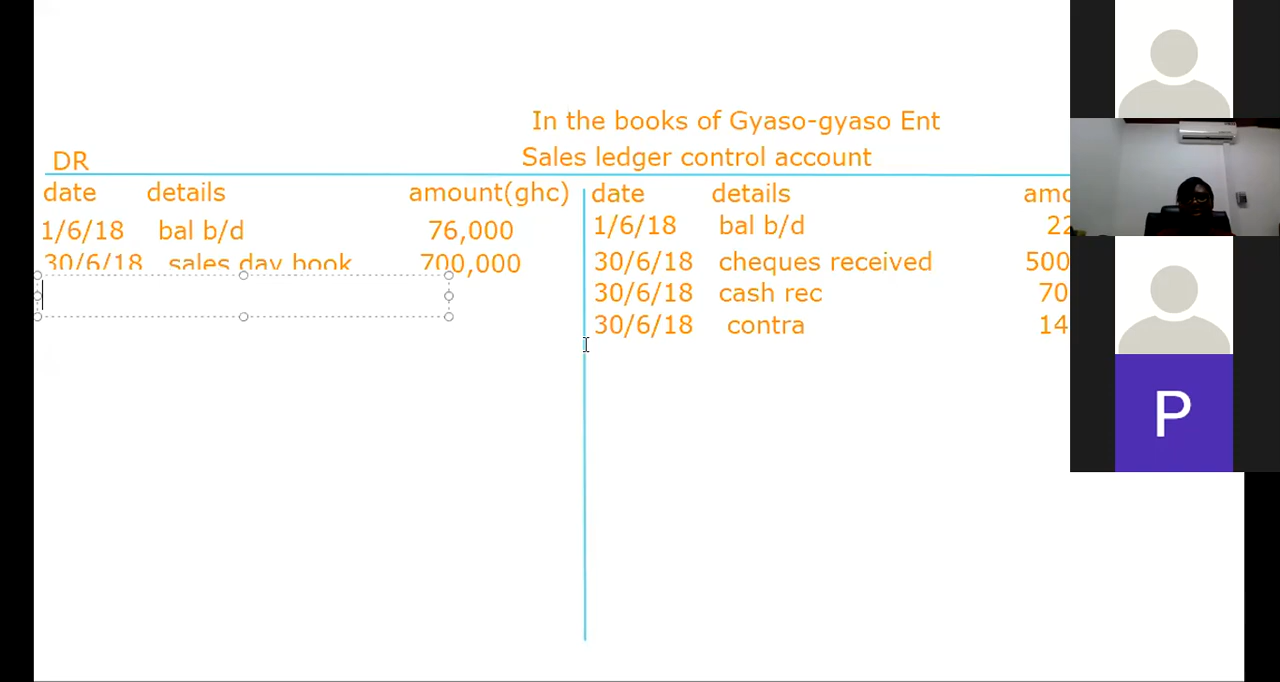 In the books of Gyaso-gyaso Ent
DR Sales ledger control account
date details amount(ghc) date details
1/6/18 bal b/d 76,000 1/6/18 bal b/d
30/6/18 sales day book 700,000 30/6/18 cheques received
30/6/18 cash rec
30/6/18 contra
P